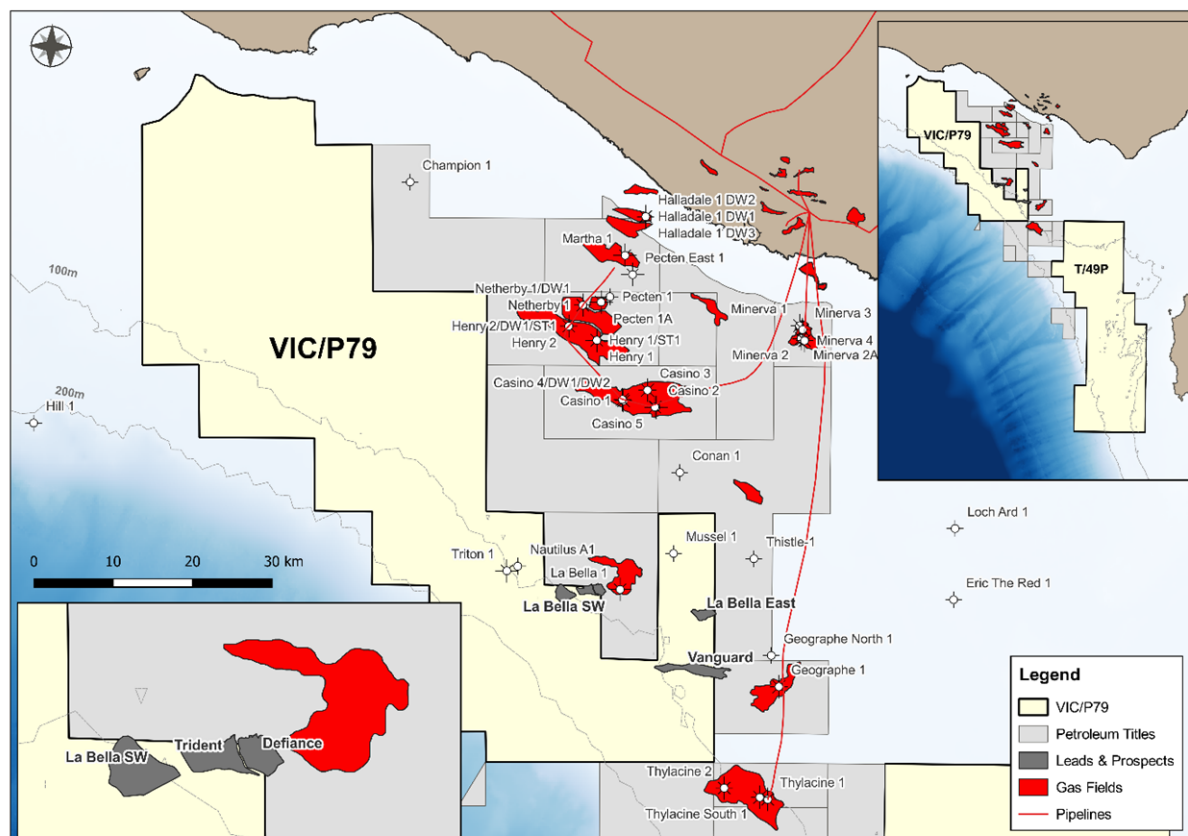 VIC/P79
T/49P
Champion 1
Halladale 1 DW2
Halladale 1 DW1
Halladale 1 DW3
Martha 1
Pecten East 1
100m
Netherby 1/DW1
Netherby 1
Pecten 1
Pecten 1A
Minerva 1
Minerva 3
VIC/P79
Henry 2/DW1/ST1
Henry 2
Henry 1/ST1
Henry 1
Minerva 4
Minerva 2
Minerva 2A
Casino 3
Casino 4/DW1/DW2
Casino 2
Casino 1
Casino 5
200m
Hill 1
Conan 1
Loch Ard 1
0 10 20 30 km
Triton 1
Nautilus A1
Mussel 1
Thistle-1
La Bella 1
La Bella SW
La Bella East
Eric The Red 1
Geographe North 1
Vanguard
Geographe 1
La Bella SW
Trident
Defiance
Thylacine 2
Thylacine 1
Thylacine South 1
Legend
VIC/P79
Petroleum Titles
Leads & Prospects
Gas Fields
Pipelines